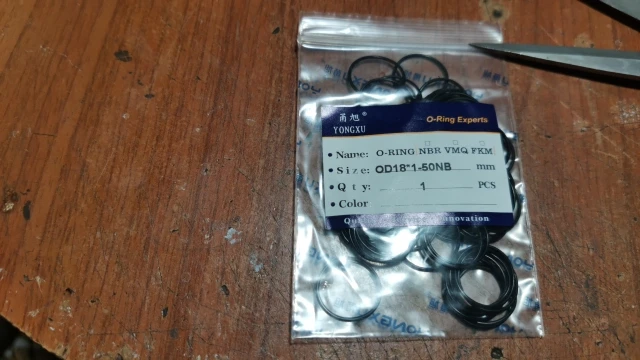 甬旭®
YONGXU
O-Ring Experts
• Name: O-RING □NBR □VMQ □FKM
• Size: OD18*1-50NB mm
• Qty: 1 PCS
• Color
Innovation